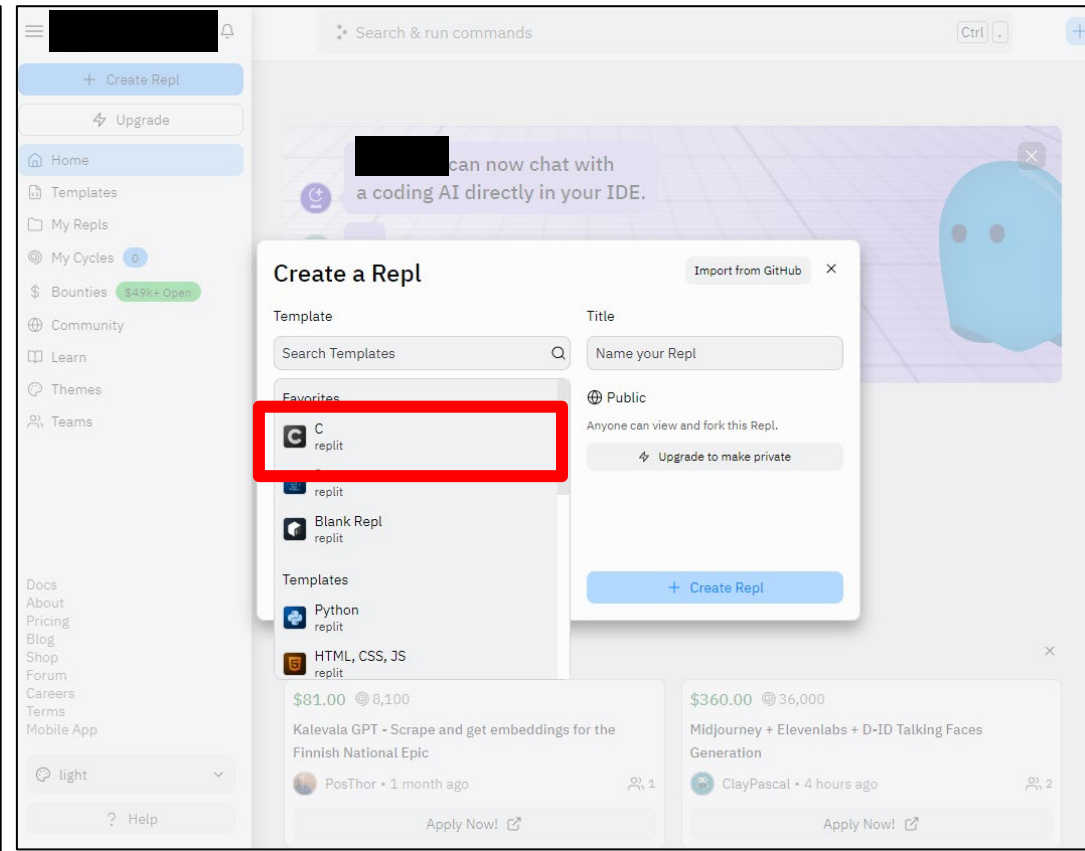 Search & run commands
Ctrl .
+ Create Repl
Upgrade
Home
Templates
My Repls
My Cycles 0
$ Bounties $49k+ Open
Community
Learn
Themes
Teams
Docs
About
Pricing
Blog
Shop
Forum
Careers
Terms
Mobile App
light
? Help
can now chat with
a coding AI directly in your IDE.
Create a Repl
Import from GitHub
Template
Title
Search Templates
Name your Repl
Favorites
C
replit
replit
Blank Repl
replit
Templates
Python
replit
HTML, CSS, JS
replit
Public
Anyone can view and fork this Repl.
Upgrade to make private
+ Create Repl
$81.00 8,100
Kalevala GPT - Scrape and get embeddings for the
Finnish National Epic
PosThor • 1 month ago 1
Apply Now!
$360.00 36,000
Midjourney + Elevenlabs + D-ID Talking Faces
Generation
ClayPascal • 4 hours ago 2
Apply Now!